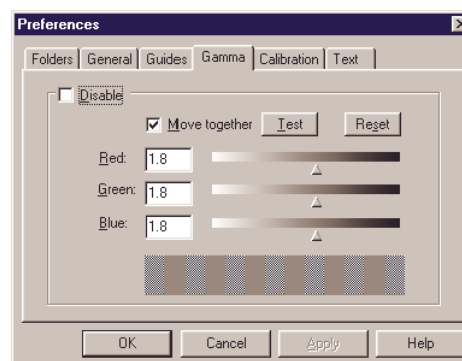 Preferences
Folders General Guides Gamma Calibration Text
Disable
Move together Test Reset
Red: 1.8
Green: 1.8
Blue: 1.8
OK Cancel Apply Help